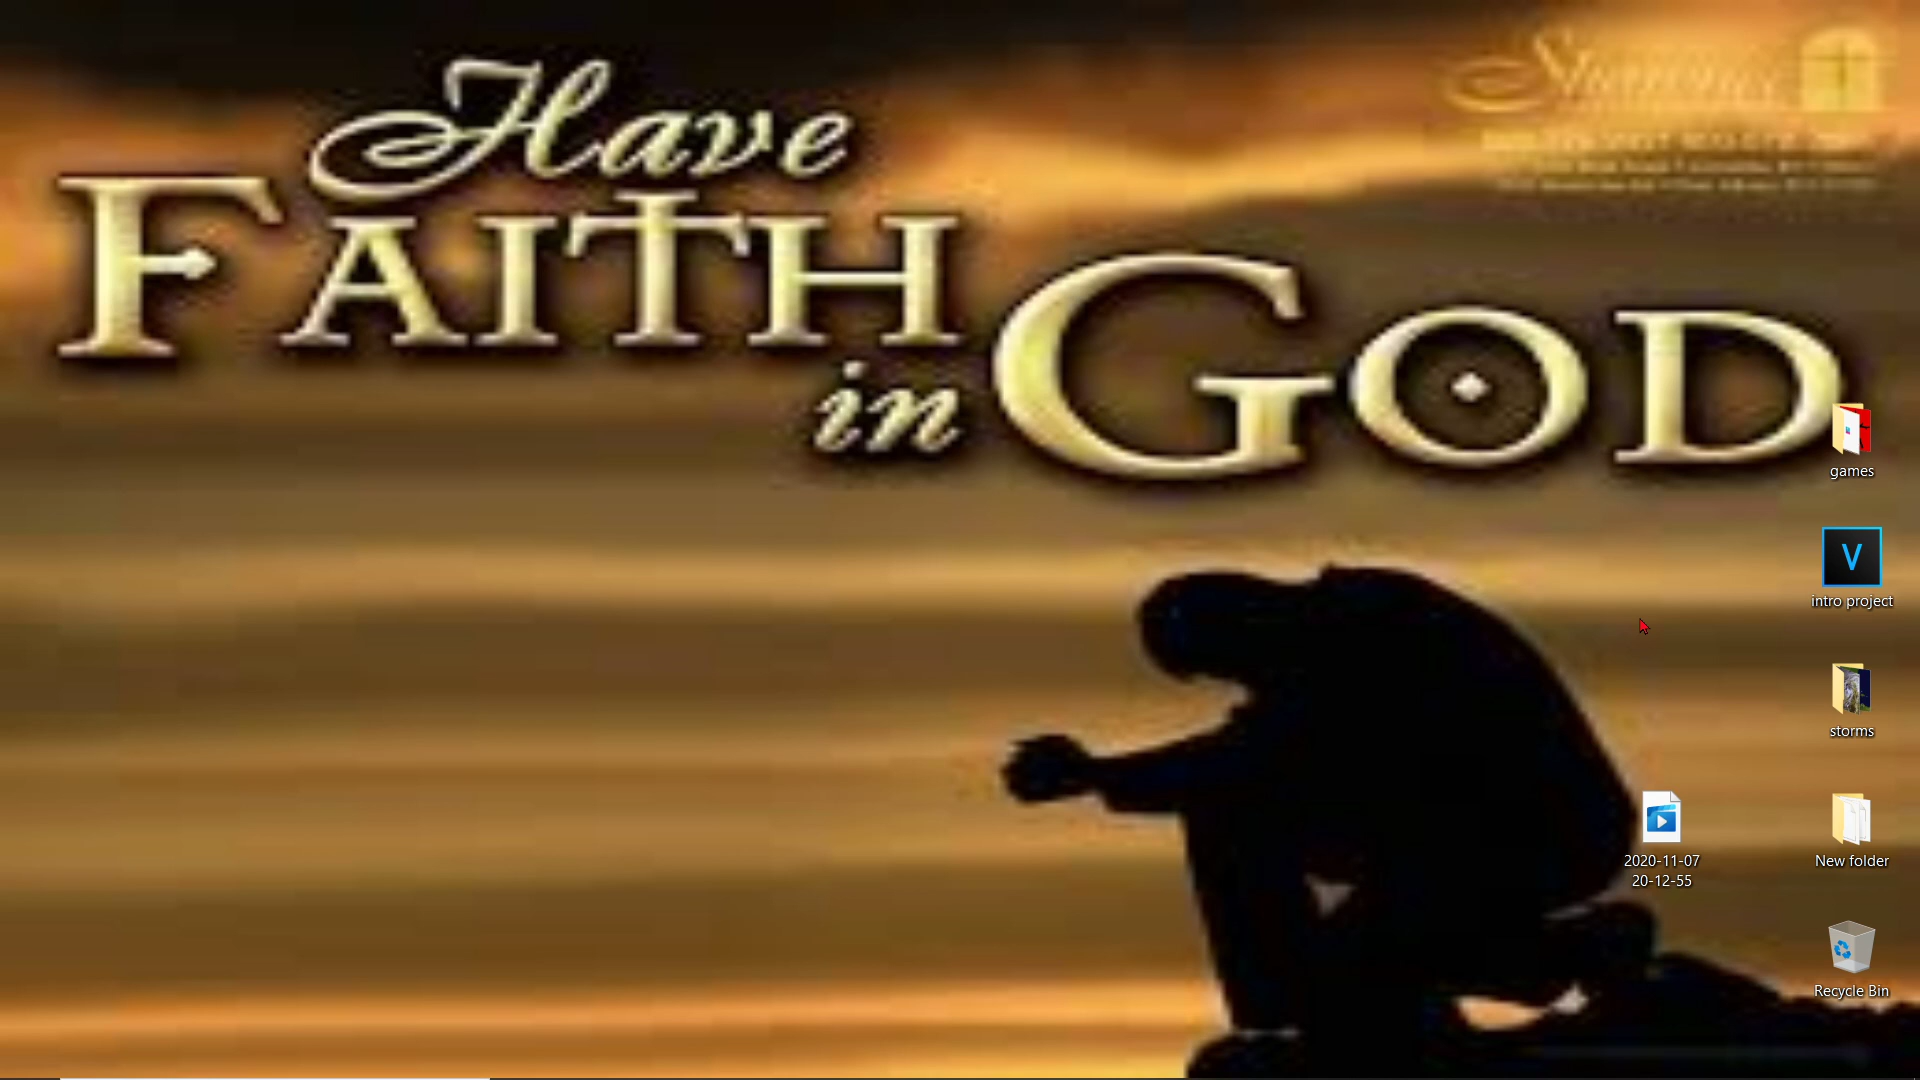 Have
FAITH
in GOD
games
V
intro project
storms
2020-11-07
20-12-55
New folder
Recycle Bin